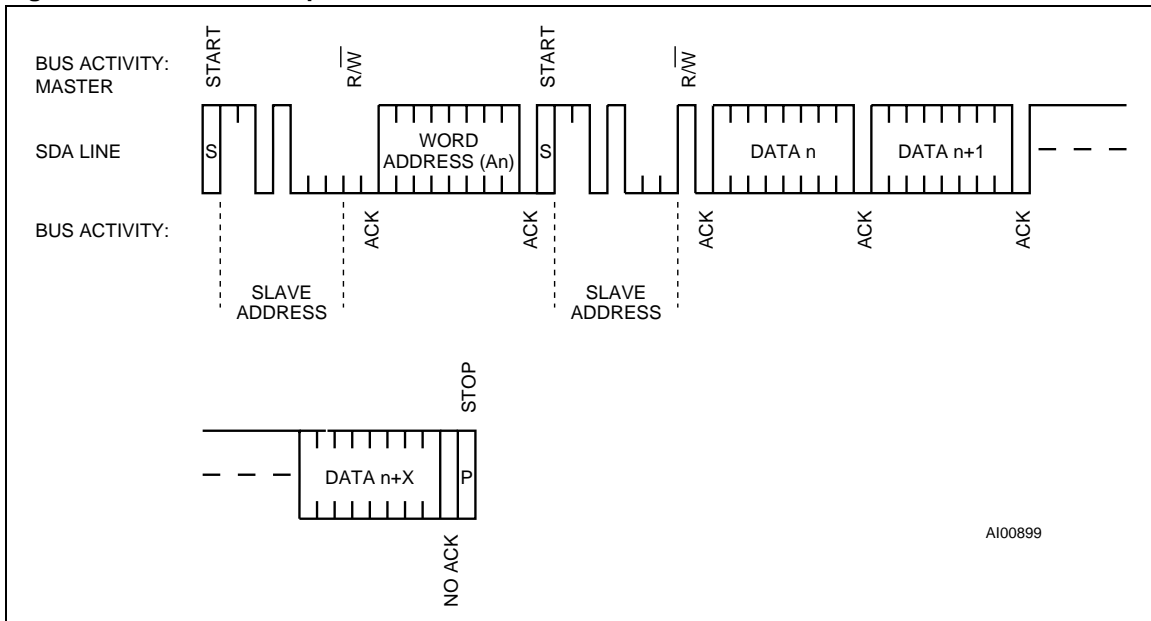 BUS ACTIVITY:
MASTER
START
R/W
START
R/W
SDA LINE
S
WORD
ADDRESS (An)
S
DATA n
DATA n+1
BUS ACTIVITY:
ACK
ACK
ACK
ACK
ACK
SLAVE
ADDRESS
SLAVE
ADDRESS
STOP
DATA n+X
P
NO ACK
AI00899